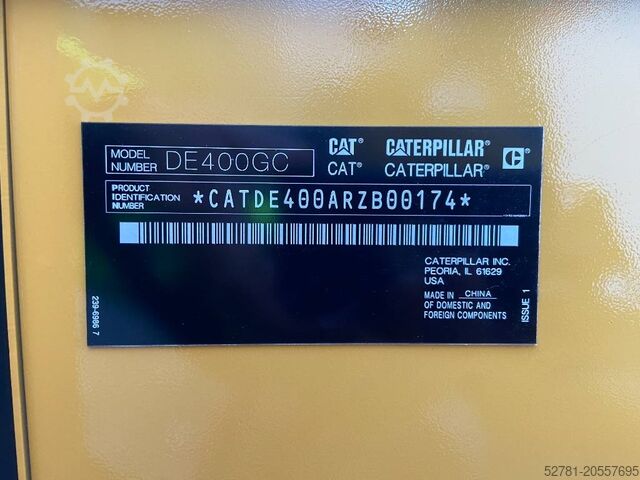 MODEL NUMBER DE400GC
CAT CATERPILLAR C
CAT® CATERPILLAR®
PRODUCT IDENTIFICATION NUMBER *CATDE400ARZB00174*
CATERPILLAR INC.
PEORIA, IL 61629
USA
MADE IN CHINA
OF DOMESTIC AND
FOREIGN COMPONENTS
ISSUE 1
239-6966 7
52781-20557695